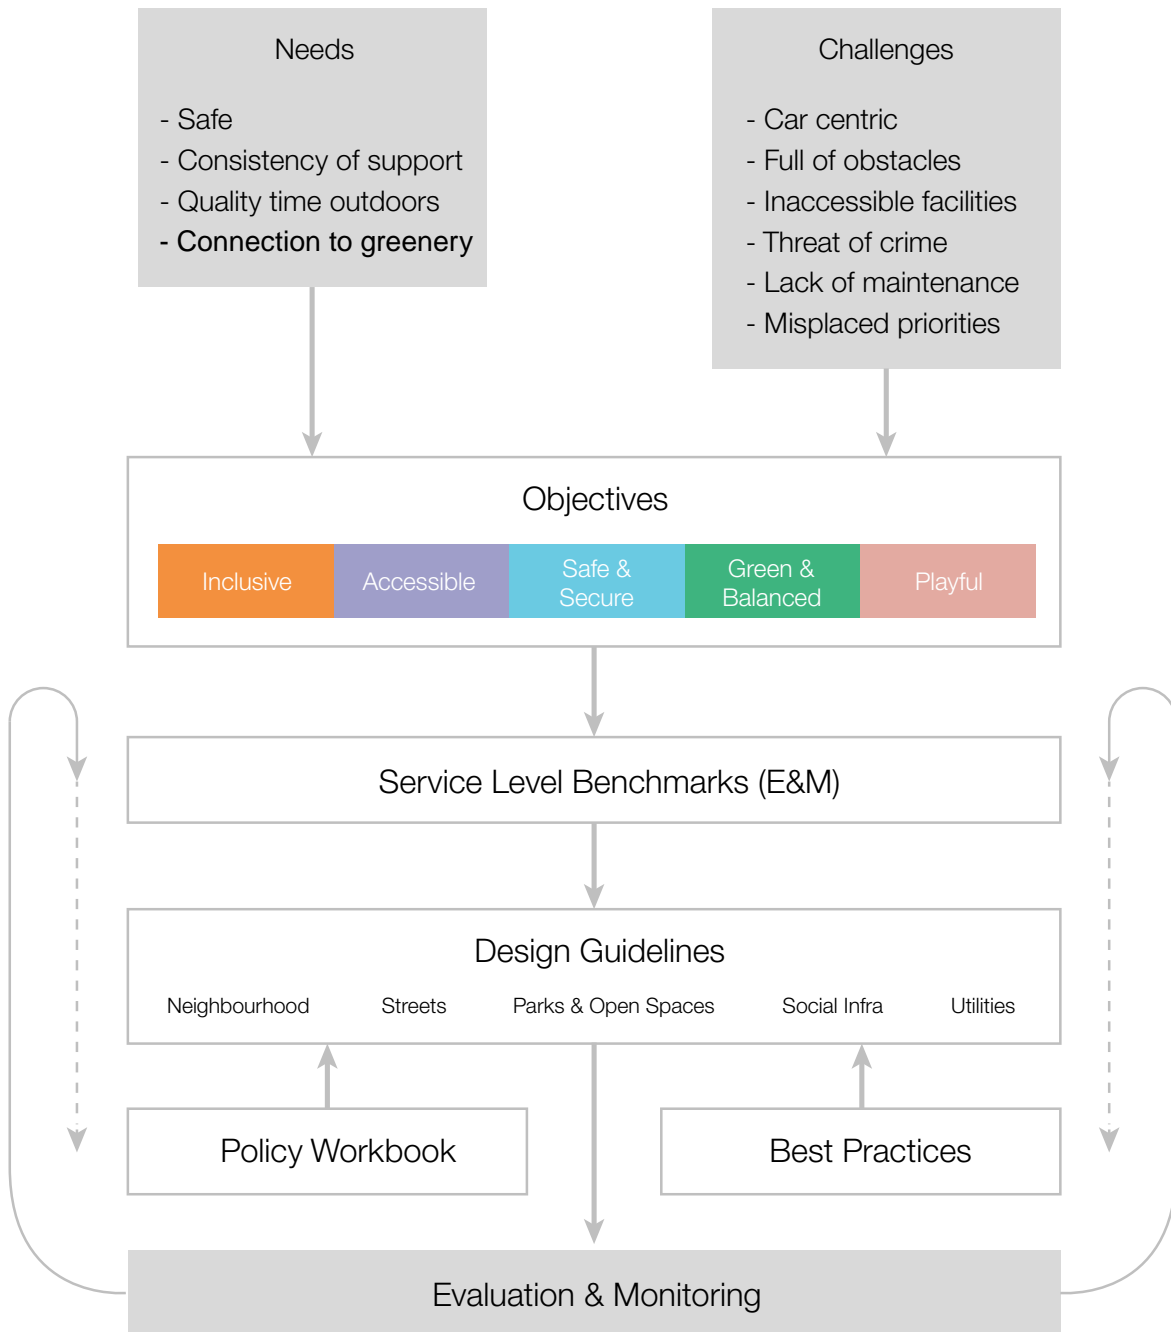 Needs
- Safe
- Consistency of support
- Quality time outdoors
- Connection to greenery
Challenges
- Car centric
- Full of obstacles
- Inaccessible facilities
- Threat of crime
- Lack of maintenance
- Misplaced priorities
Objectives
Inclusive
Accessible
Safe &
Secure
Green &
Balanced
Playful
Service Level Benchmarks (E&M)
Design Guidelines
Neighbourhood
Streets
Parks & Open Spaces
Social Infra
Utilities
Policy Workbook
Best Practices
Evaluation & Monitoring